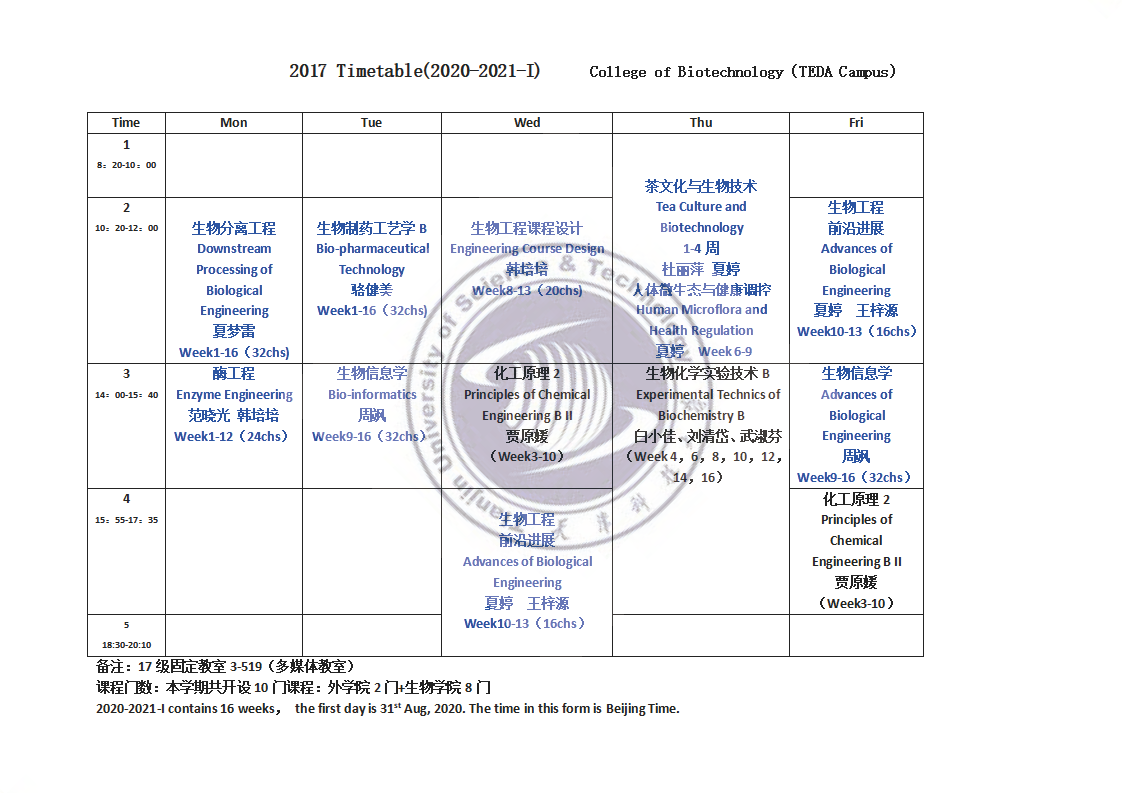 2017 Timetable(2020-2021-I) College of Biotechnology (TEDA Campus)
Time Mon Tue Wed Thu Fri
1
8：20-10：00
茶文化与生物技术
Tea Culture and
Biotechnology
1-4 周
杜丽萍 夏婷
人体微生态与健康调控
Human Microflora and
Health Regulation
夏婷 Week 6-9
2
10：20-12：00
生物分离工程
Downstream
Processing of
Biological
Engineering
夏梦雷
Week1-16（32chs)
生物制药工艺学 B
Bio-pharmaceutical
Technology
骆健美
Week1-16（32chs)
生物工程课程设计
Engineering Course Design
韩培培
Week8-13（20chs)
生物工程
前沿进展
Advances of
Biological
Engineering
夏婷 王梓源
Week10-13（16chs）
3
14：00-15：40
酶工程
Enzyme Engineering
范晓光 韩培培
Week1-12（24chs）
生物信息学
Bio-informatics
周飒
Week9-16（32chs）
化工原理 2
Principles of Chemical
Engineering B II
贾原媛
（Week3-10）
生物化学实验技术 B
Experimental Technics of
Biochemistry B
白小佳、刘清岱、武淑芬
（Week 4，6，8，10，12，
14，16）
生物信息学
Advances of
Biological
Engineering
周飒
Week9-16（32chs）
4
15：55-17：35
生物工程
前沿进展
Advances of Biological
Engineering
夏婷 王梓源
Week10-13（16chs）
化工原理 2
Principles of
Chemical
Engineering B II
贾原媛
（Week3-10）
5
18:30-20:10
备注：17 级固定教室 3-519（多媒体教室）
课程门数：本学期共开设 10 门课程：外学院 2 门+生物学院 8 门
2020-2021-I contains 16 weeks， the first day is 31st Aug, 2020. The time in this form is Beijing Time.
Tianjin University of Science & Technology